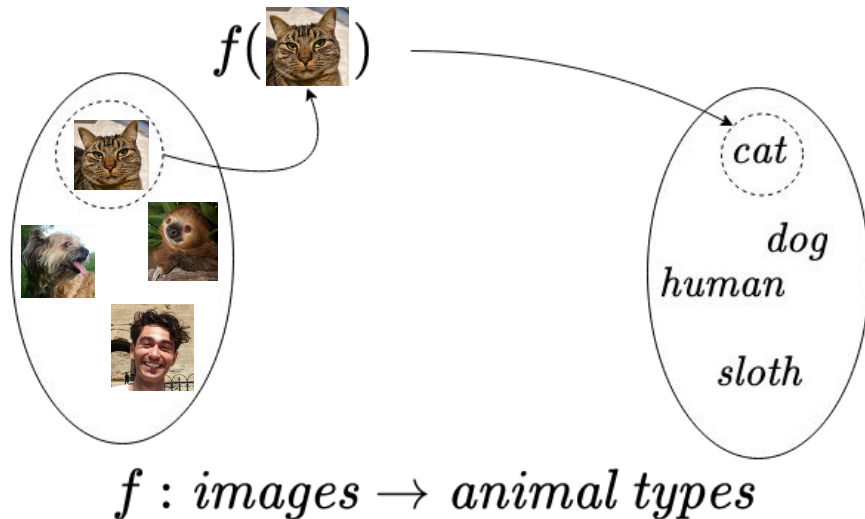 f( )
cat
dog
human
sloth
f : images → animal types